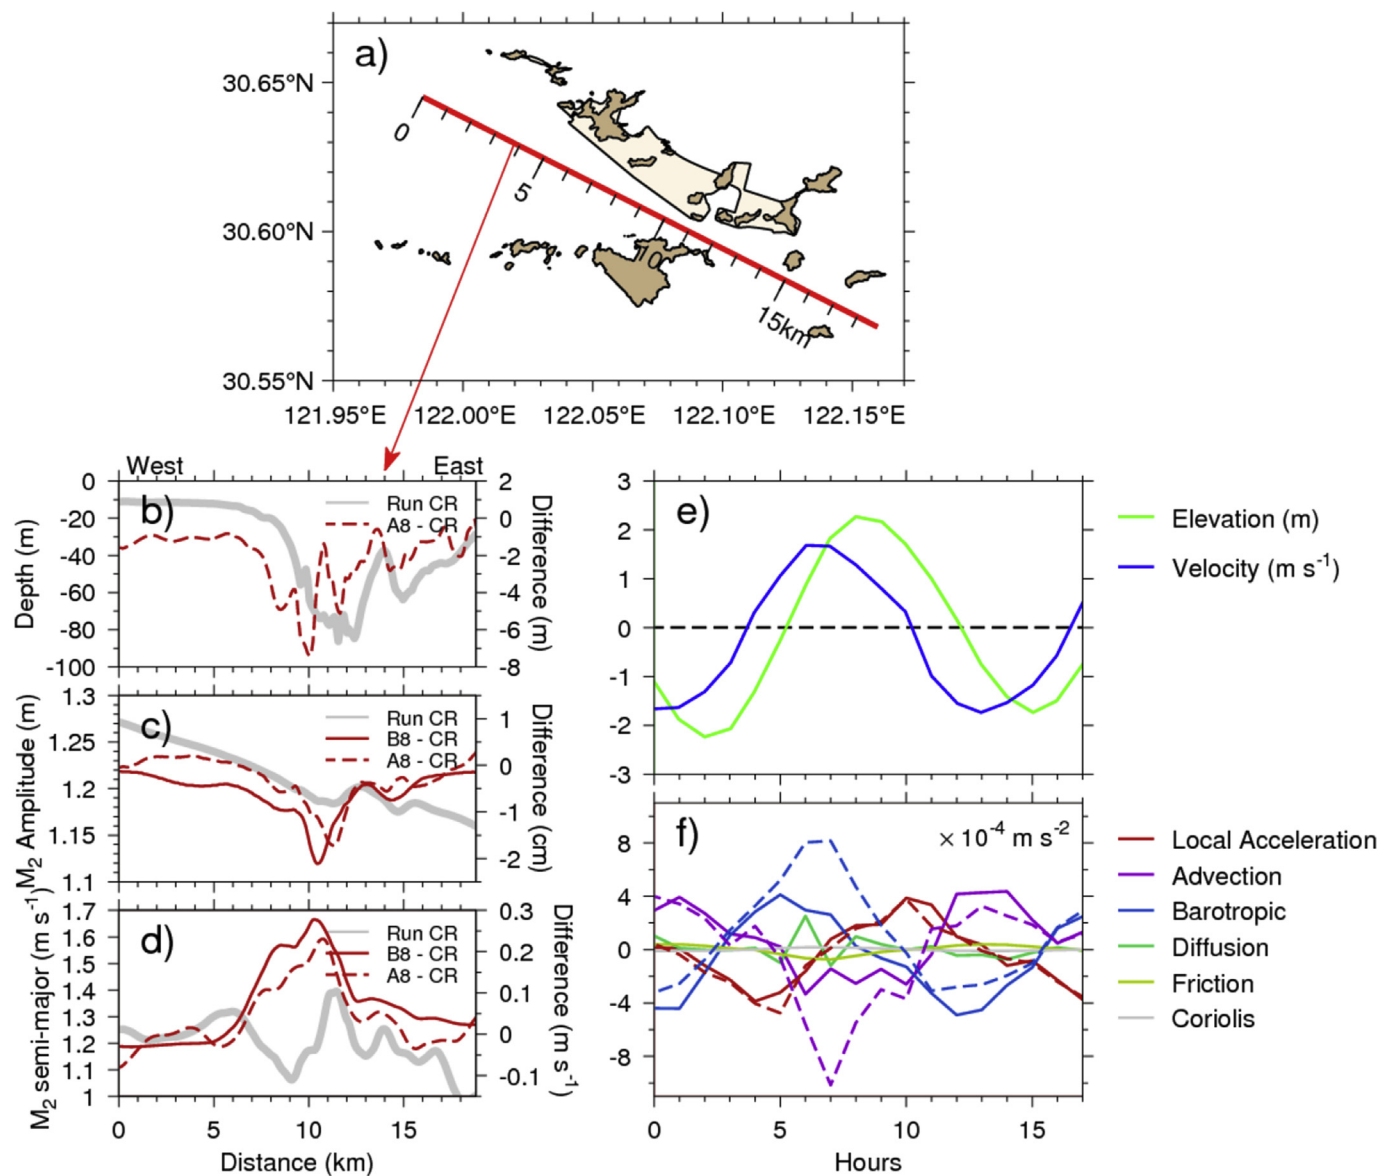 a)
30.65°N
30.60°N
30.55°N
121.95°E 122.00°E 122.05°E 122.10°E 122.15°E
0
5
10
15km
West East
b)
Run CR
A8 - CR
Depth (m)
0
-20
-40
-60
-80
-100
2
0
-2
-4
-6
-8
Difference (m)
c)
Run CR
B8 - CR
A8 - CR
M2 Amplitude (m)
1.3
1.25
1.2
1.15
1.1
1
0
-1
-2
Difference (cm)
d)
Run CR
B8 - CR
A8 - CR
M2 semi-major (m s-1)
1.7
1.6
1.5
1.4
1.3
1.2
1.1
1
0.3
0.2
0.1
0
-0.1
Difference (m s-1)
0 5 10 15
Distance (km)
e)
3
2
1
0
-1
-2
-3
Elevation (m)
Velocity (m s-1)
f)
× 10-4 m s-2
8
4
0
-4
-8
0 5 10 15
Hours
Local Acceleration
Advection
Barotropic
Diffusion
Friction
Coriolis